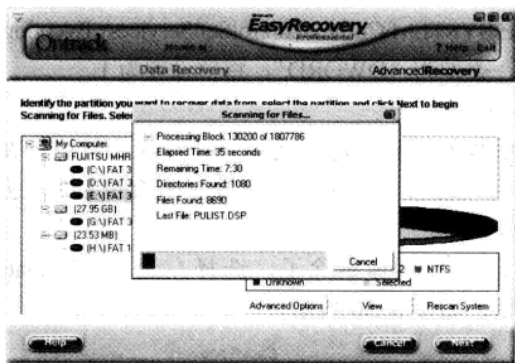 Ontrack
EasyRecovery
Professional
Home
? Help Exit
Data Recovery
AdvancedRecovery
Identify the partition you want to recover data from, select the partition and click Next to begin
Scanning for Files. Selec
Scanning for Files...
Processing Block 130200 of 1807786
Elapsed Time: 35 seconds
Remaining Time: 7:30
Directories Found: 1080
Files Found: 8690
Last File: PULIST.DSP
Cancel
My Computer
FUJITSU MHR
(C:\) FAT 3
(D:\) FAT 3
(E:\) FAT 3
(27.95 GB)
(G:\) FAT 3
(23.53 MB)
(H:\) FAT 1
2 NTFS
Unknown
Selected
Advanced Options
View
Rescan System
Help
Cancel
Next